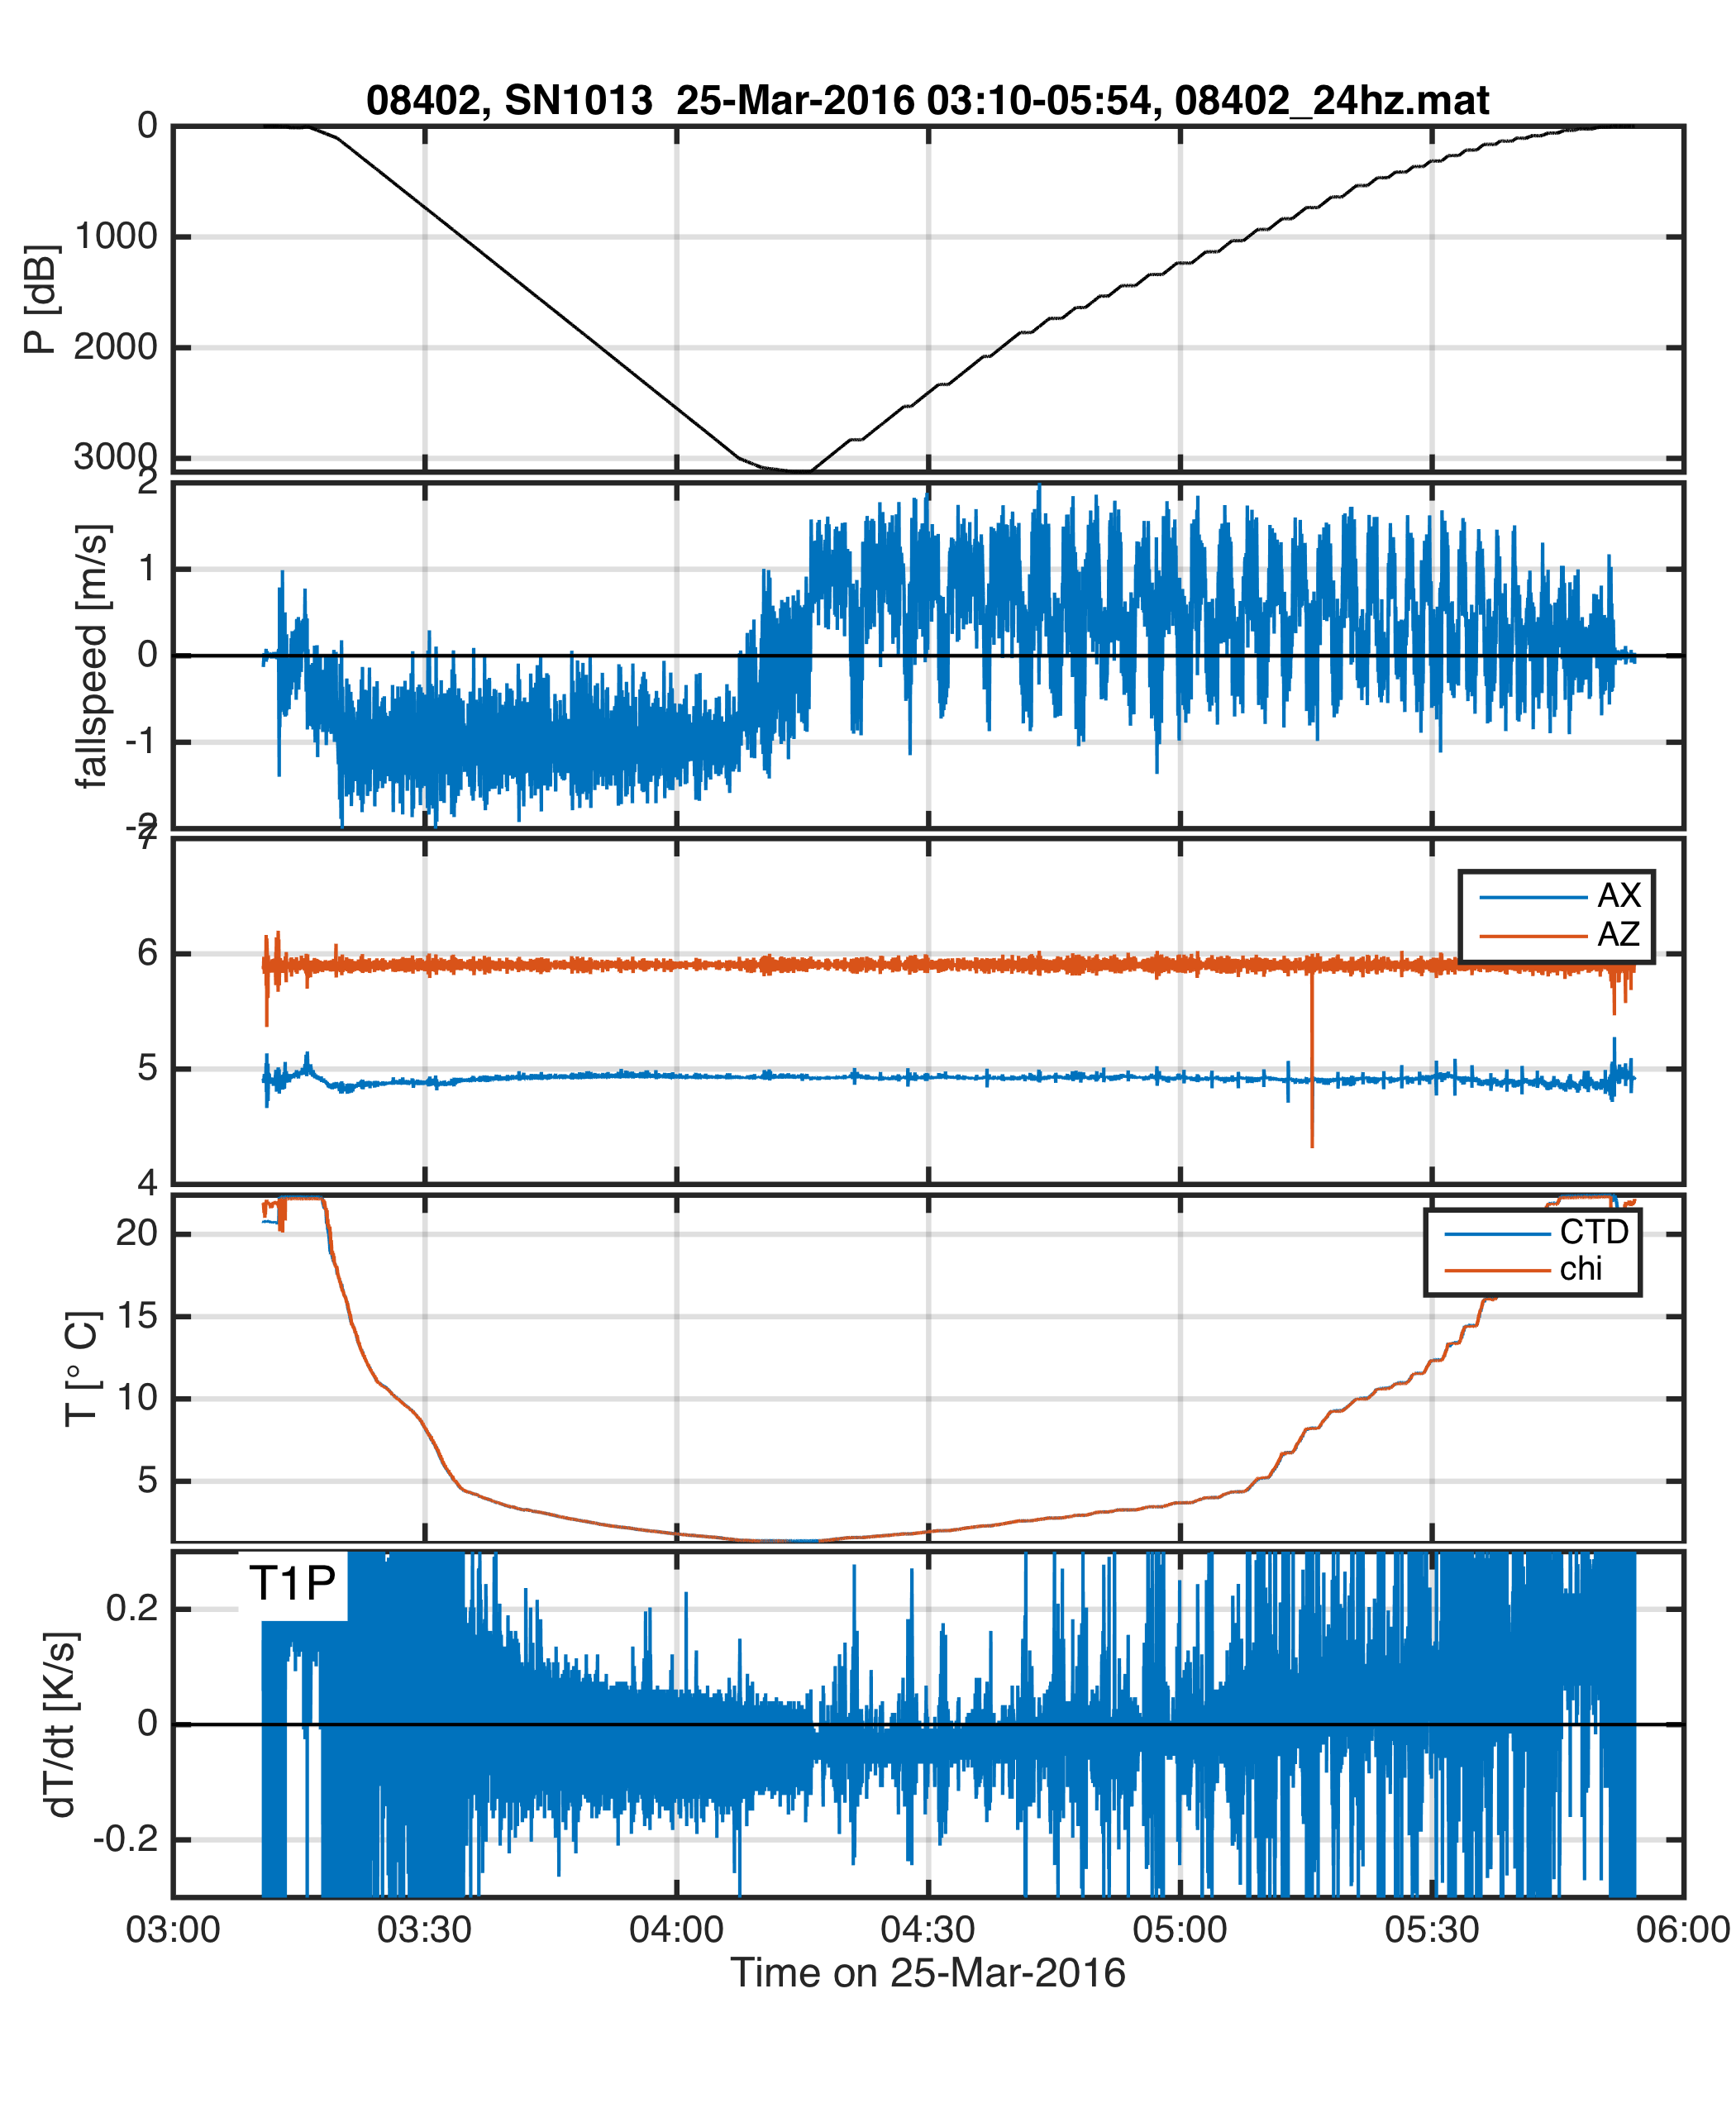 08402, SN1013  25-Mar-2016 03:10-05:54, 08402_24hz.mat
0
1000
2000
3000
P [dB]
2
1
0
-1
-2
fallspeed [m/s]
7
6
5
4
AX
AZ
20
15
10
5
T [° C]
CTD
chi
T1P
0.2
0
-0.2
dT/dt [K/s]
03:00 03:30 04:00 04:30 05:00 05:30 06:00
Time on 25-Mar-2016